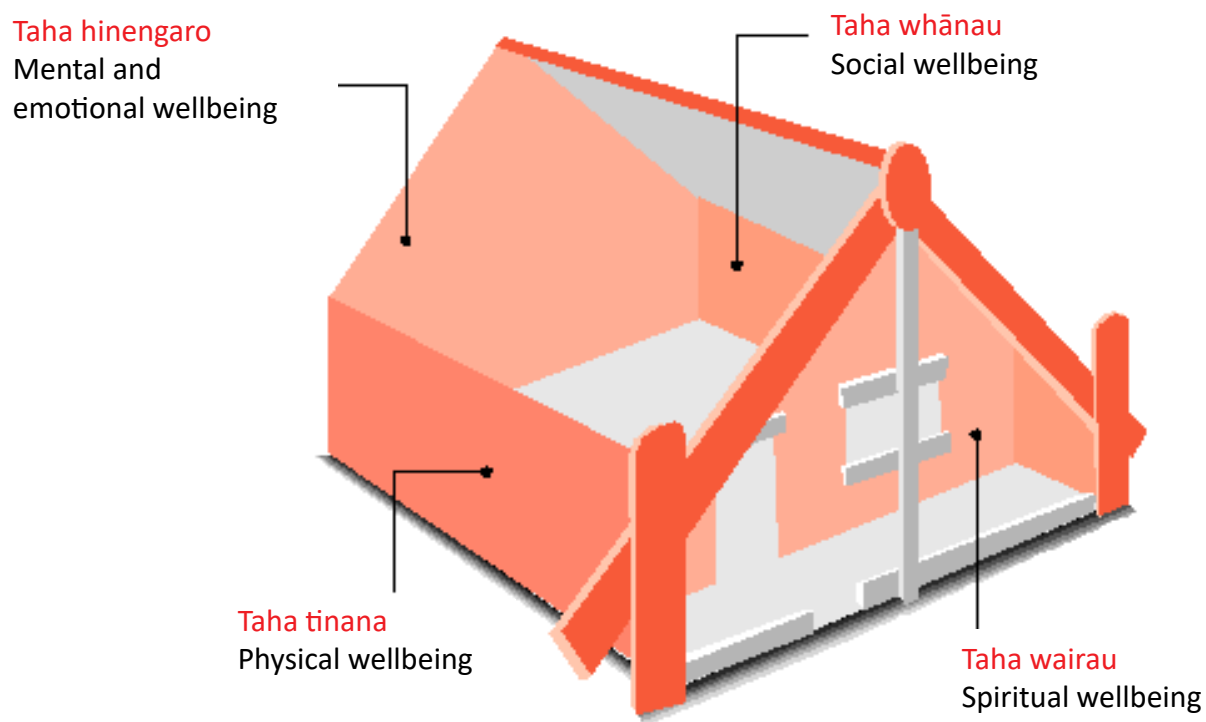 Taha hinengaro
Mental and
emotional wellbeing
Taha whānau
Social wellbeing
Taha tinana
Physical wellbeing
Taha wairau
Spiritual wellbeing